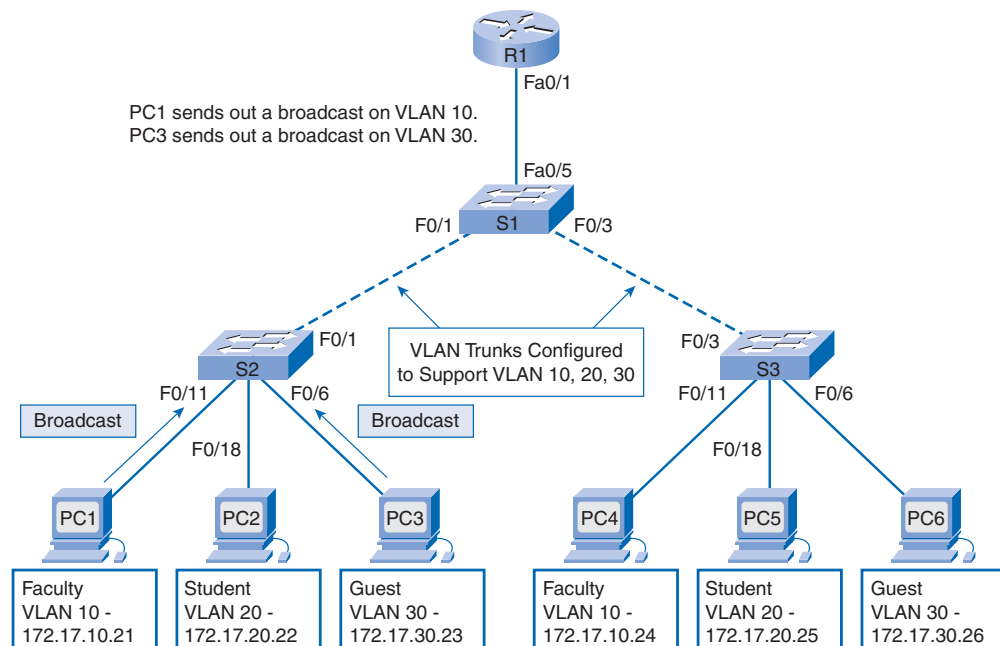 R1
Fa0/1
PC1 sends out a broadcast on VLAN 10.
PC3 sends out a broadcast on VLAN 30.
Fa0/5
F0/1
S1
F0/3
F0/1
VLAN Trunks Configured
to Support VLAN 10, 20, 30
F0/3
S2
S3
F0/11
F0/6
F0/11
F0/6
Broadcast
Broadcast
F0/18
F0/18
PC1
PC2
PC3
PC4
PC5
PC6
Faculty
VLAN 10 -
172.17.10.21
Student
VLAN 20 -
172.17.20.22
Guest
VLAN 30 -
172.17.30.23
Faculty
VLAN 10 -
172.17.10.24
Student
VLAN 20 -
172.17.20.25
Guest
VLAN 30 -
172.17.30.26